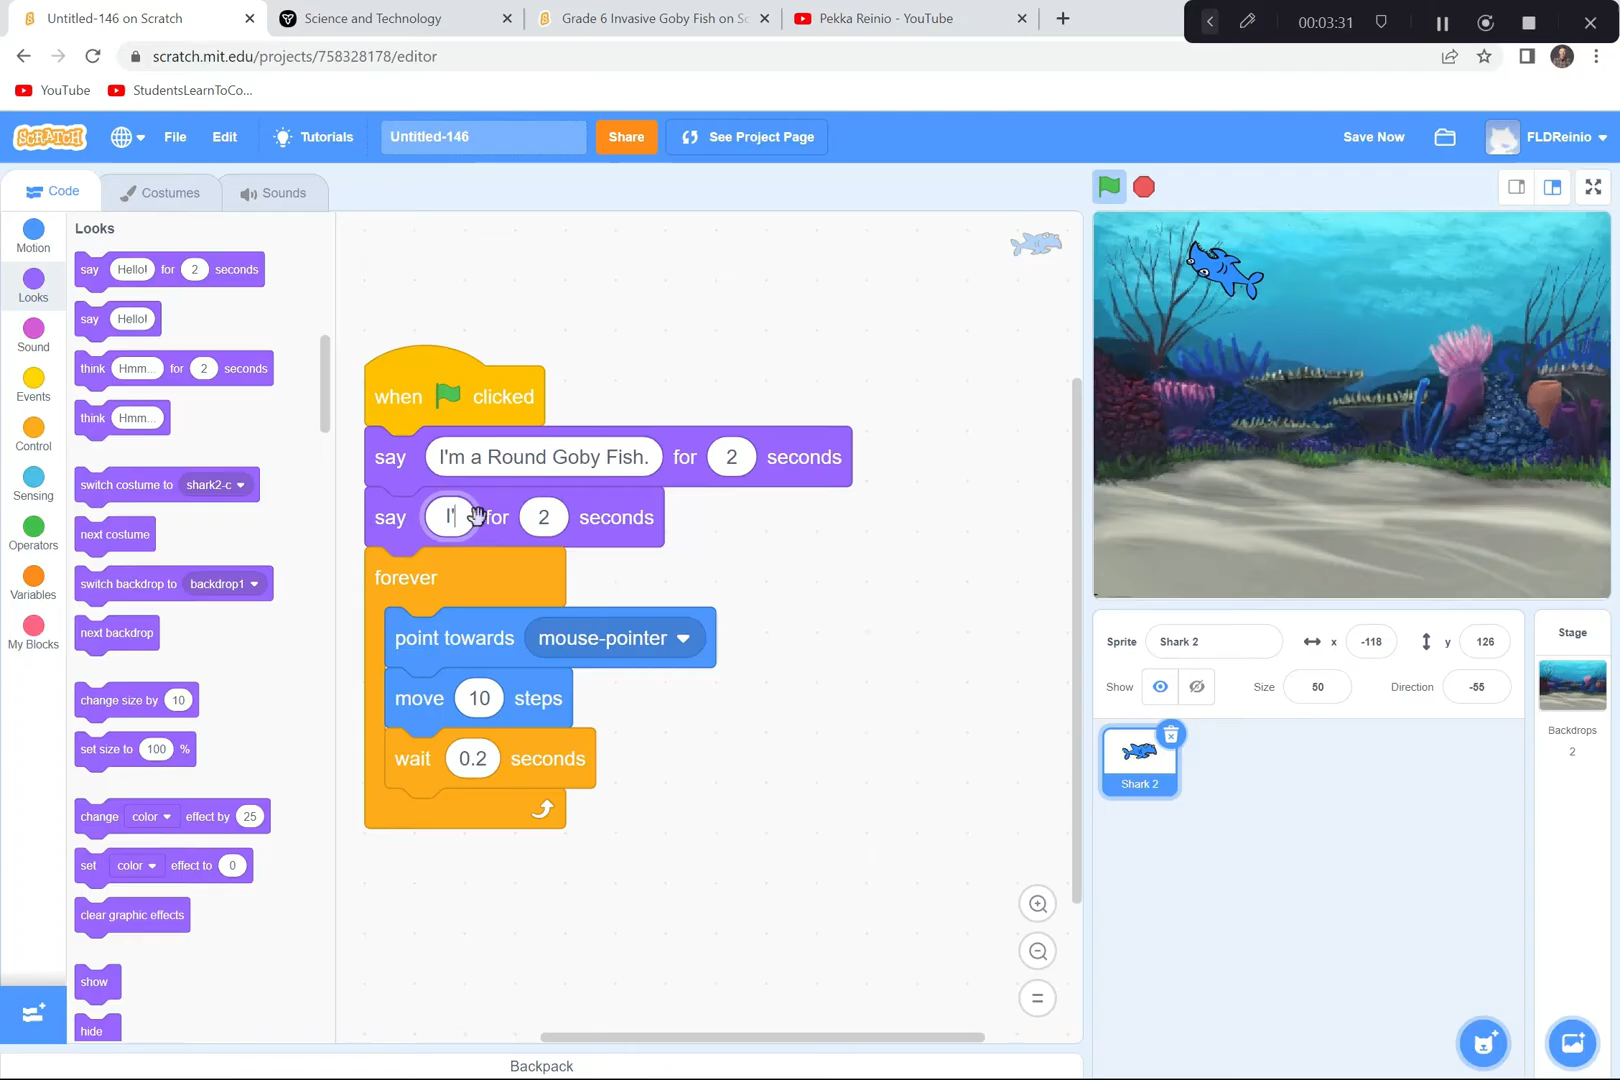 Untitled-146 on Scratch
Science and Technology
Grade 6 Invasive Goby Fish on Sc
Pekka Reinio - YouTube
00:03:31
scratch.mit.edu/projects/758328178/editor
YouTube
StudentsLearnToCo...
SCRATCH
File
Edit
Tutorials
Untitled-146
Share
See Project Page
Save Now
FLDReinio
Code
Costumes
Sounds
Motion
Looks
Sound
Events
Control
Sensing
Operators
Variables
My Blocks
Looks
say Hello! for 2 seconds
say Hello!
think Hmm... for 2 seconds
think Hmm...
switch costume to shark2-c
next costume
switch backdrop to backdrop1
next backdrop
change size by 10
set size to 100 %
change color effect by 25
set color effect to 0
clear graphic effects
show
hide
when clicked
say I'm a Round Goby Fish. for 2 seconds
say I' for 2 seconds
forever
point towards mouse-pointer
move 10 steps
wait 0.2 seconds
Backpack
Sprite Shark 2 x -118 y 126
Show Size 50 Direction -55
Shark 2
Stage
Backdrops
2